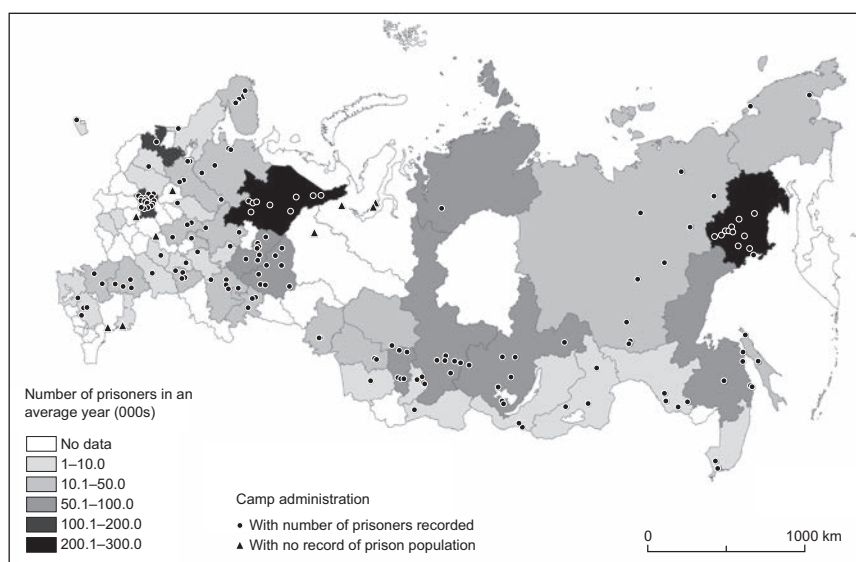 Number of prisoners in an
average year (000s)
No data
1–10.0
10.1–50.0
50.1–100.0
100.1–200.0
200.1–300.0
Camp administration
With number of prisoners recorded
With no record of prison population
0 1000 km